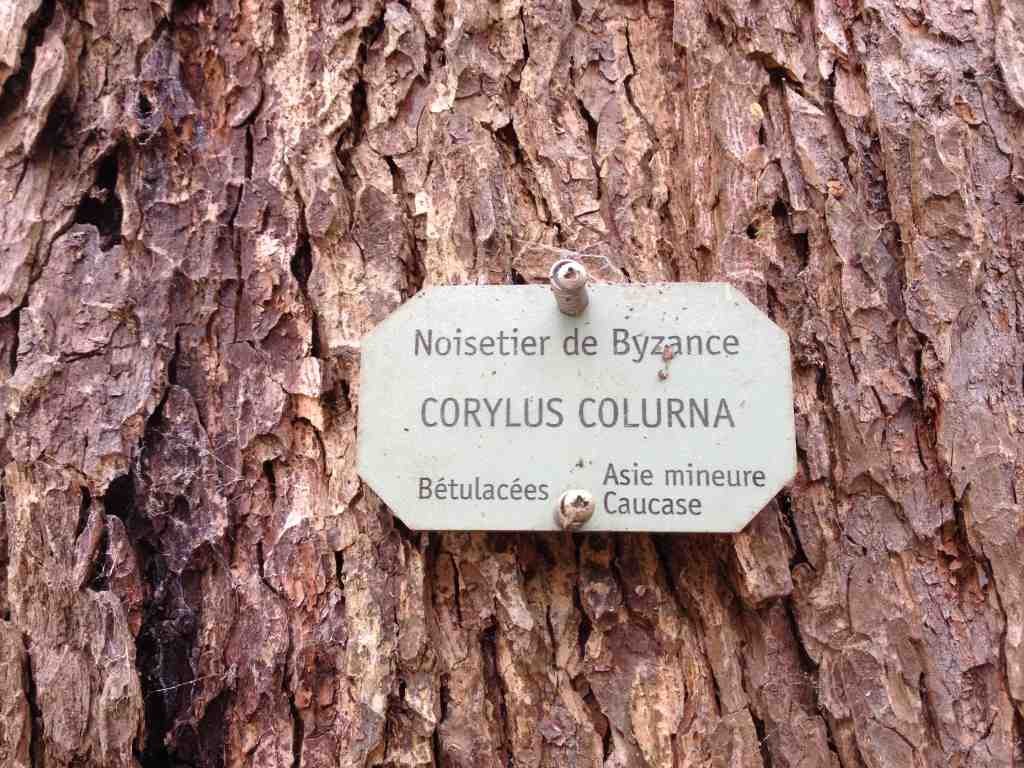 Noisetier de Byzance
CORYLUS COLURNA
Bétulacées
Asie mineure
Caucase